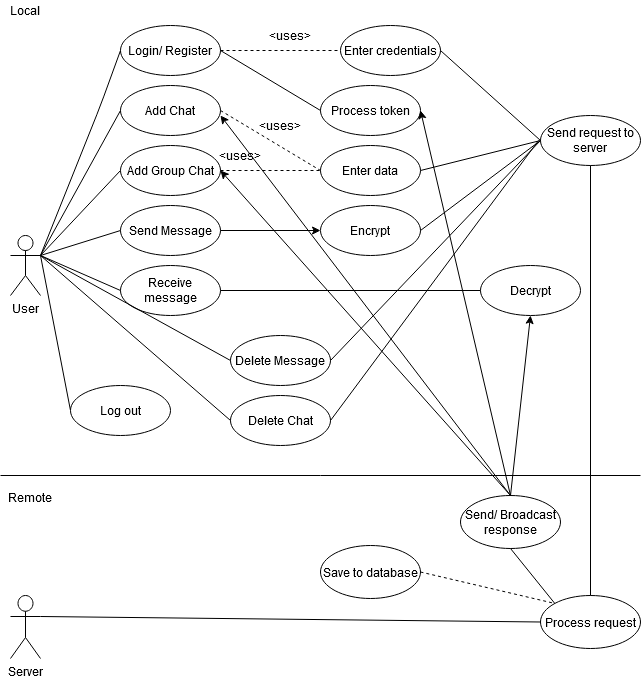 Local
<uses>
Login/ Register
Enter credentials
Add Chat
Process token
<uses>
Send request to
server
<uses>
Add Group Chat
Enter data
Send Message
Encrypt
Receive
message
Decrypt
User
Delete Message
Log out
Delete Chat
Remote
Send/ Broadcast
response
Save to database
Process request
Server